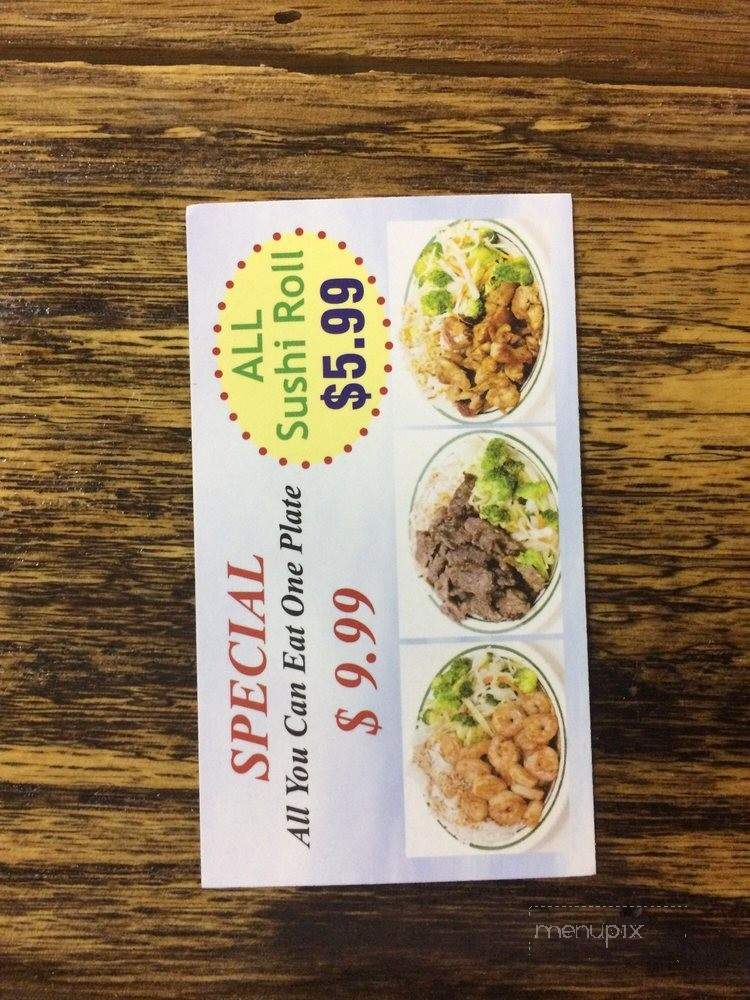 SPECIAL
All You Can Eat One Plate
$ 9.99
ALL
Sushi Roll
$5.99
menupix